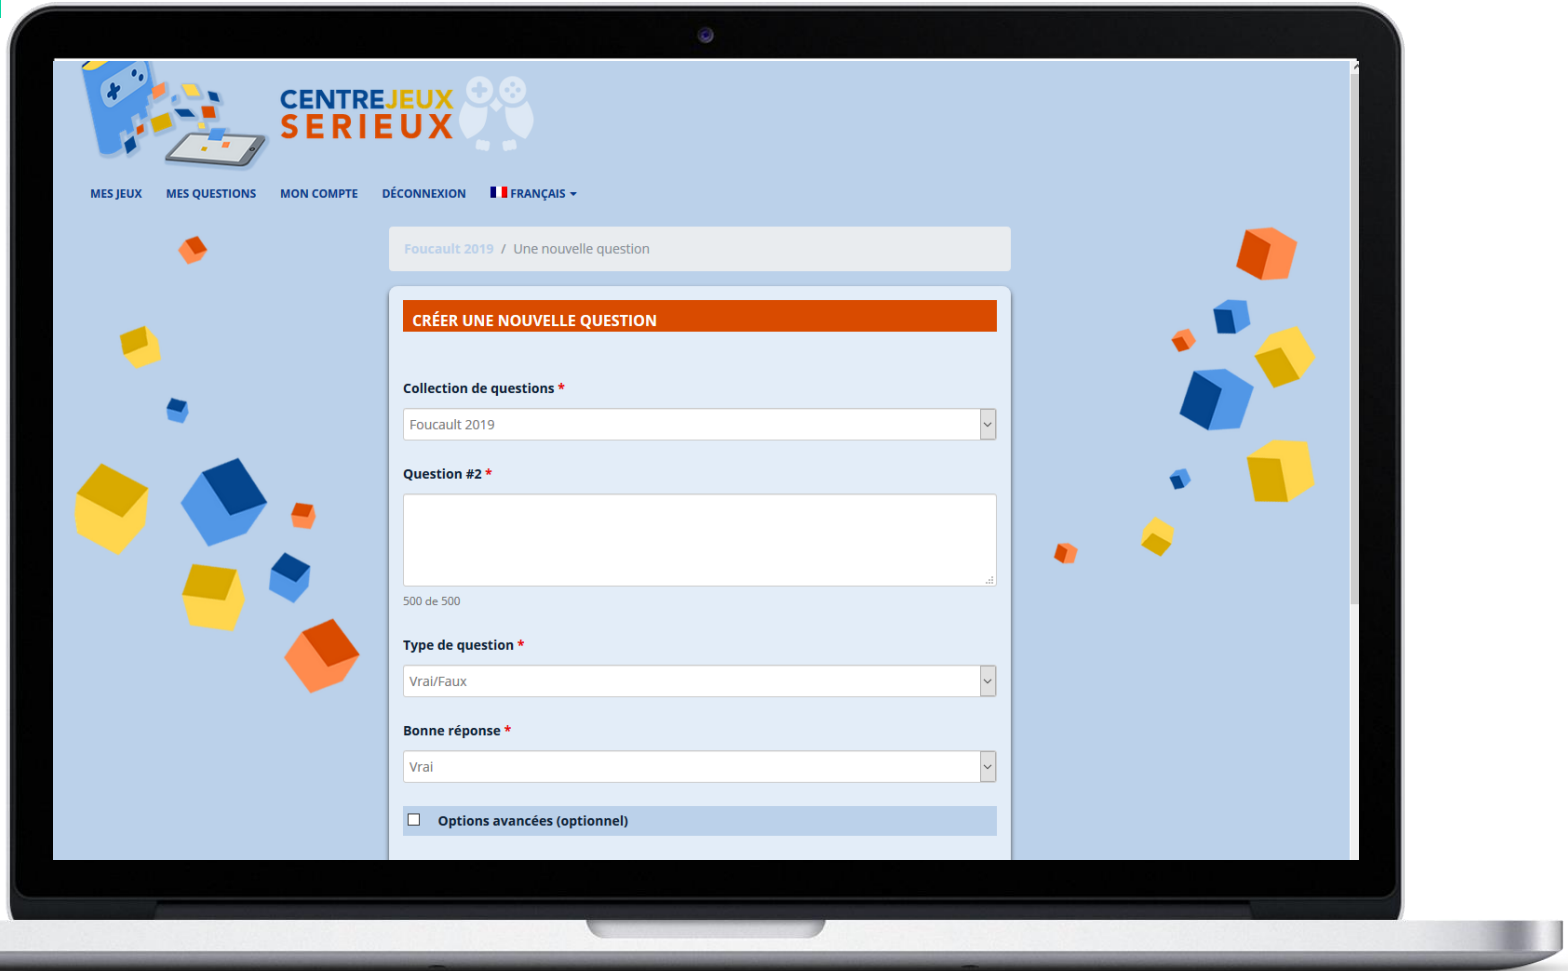 CENTREJEUX
SERIEUX
MES JEUX MES QUESTIONS MON COMPTE DÉCONNEXION FRANÇAIS
Foucault 2019 / Une nouvelle question
CRÉER UNE NOUVELLE QUESTION
Collection de questions *
Foucault 2019
Question #2 *
500 de 500
Type de question *
Vrai/Faux
Bonne réponse *
Vrai
Options avancées (optionnel)